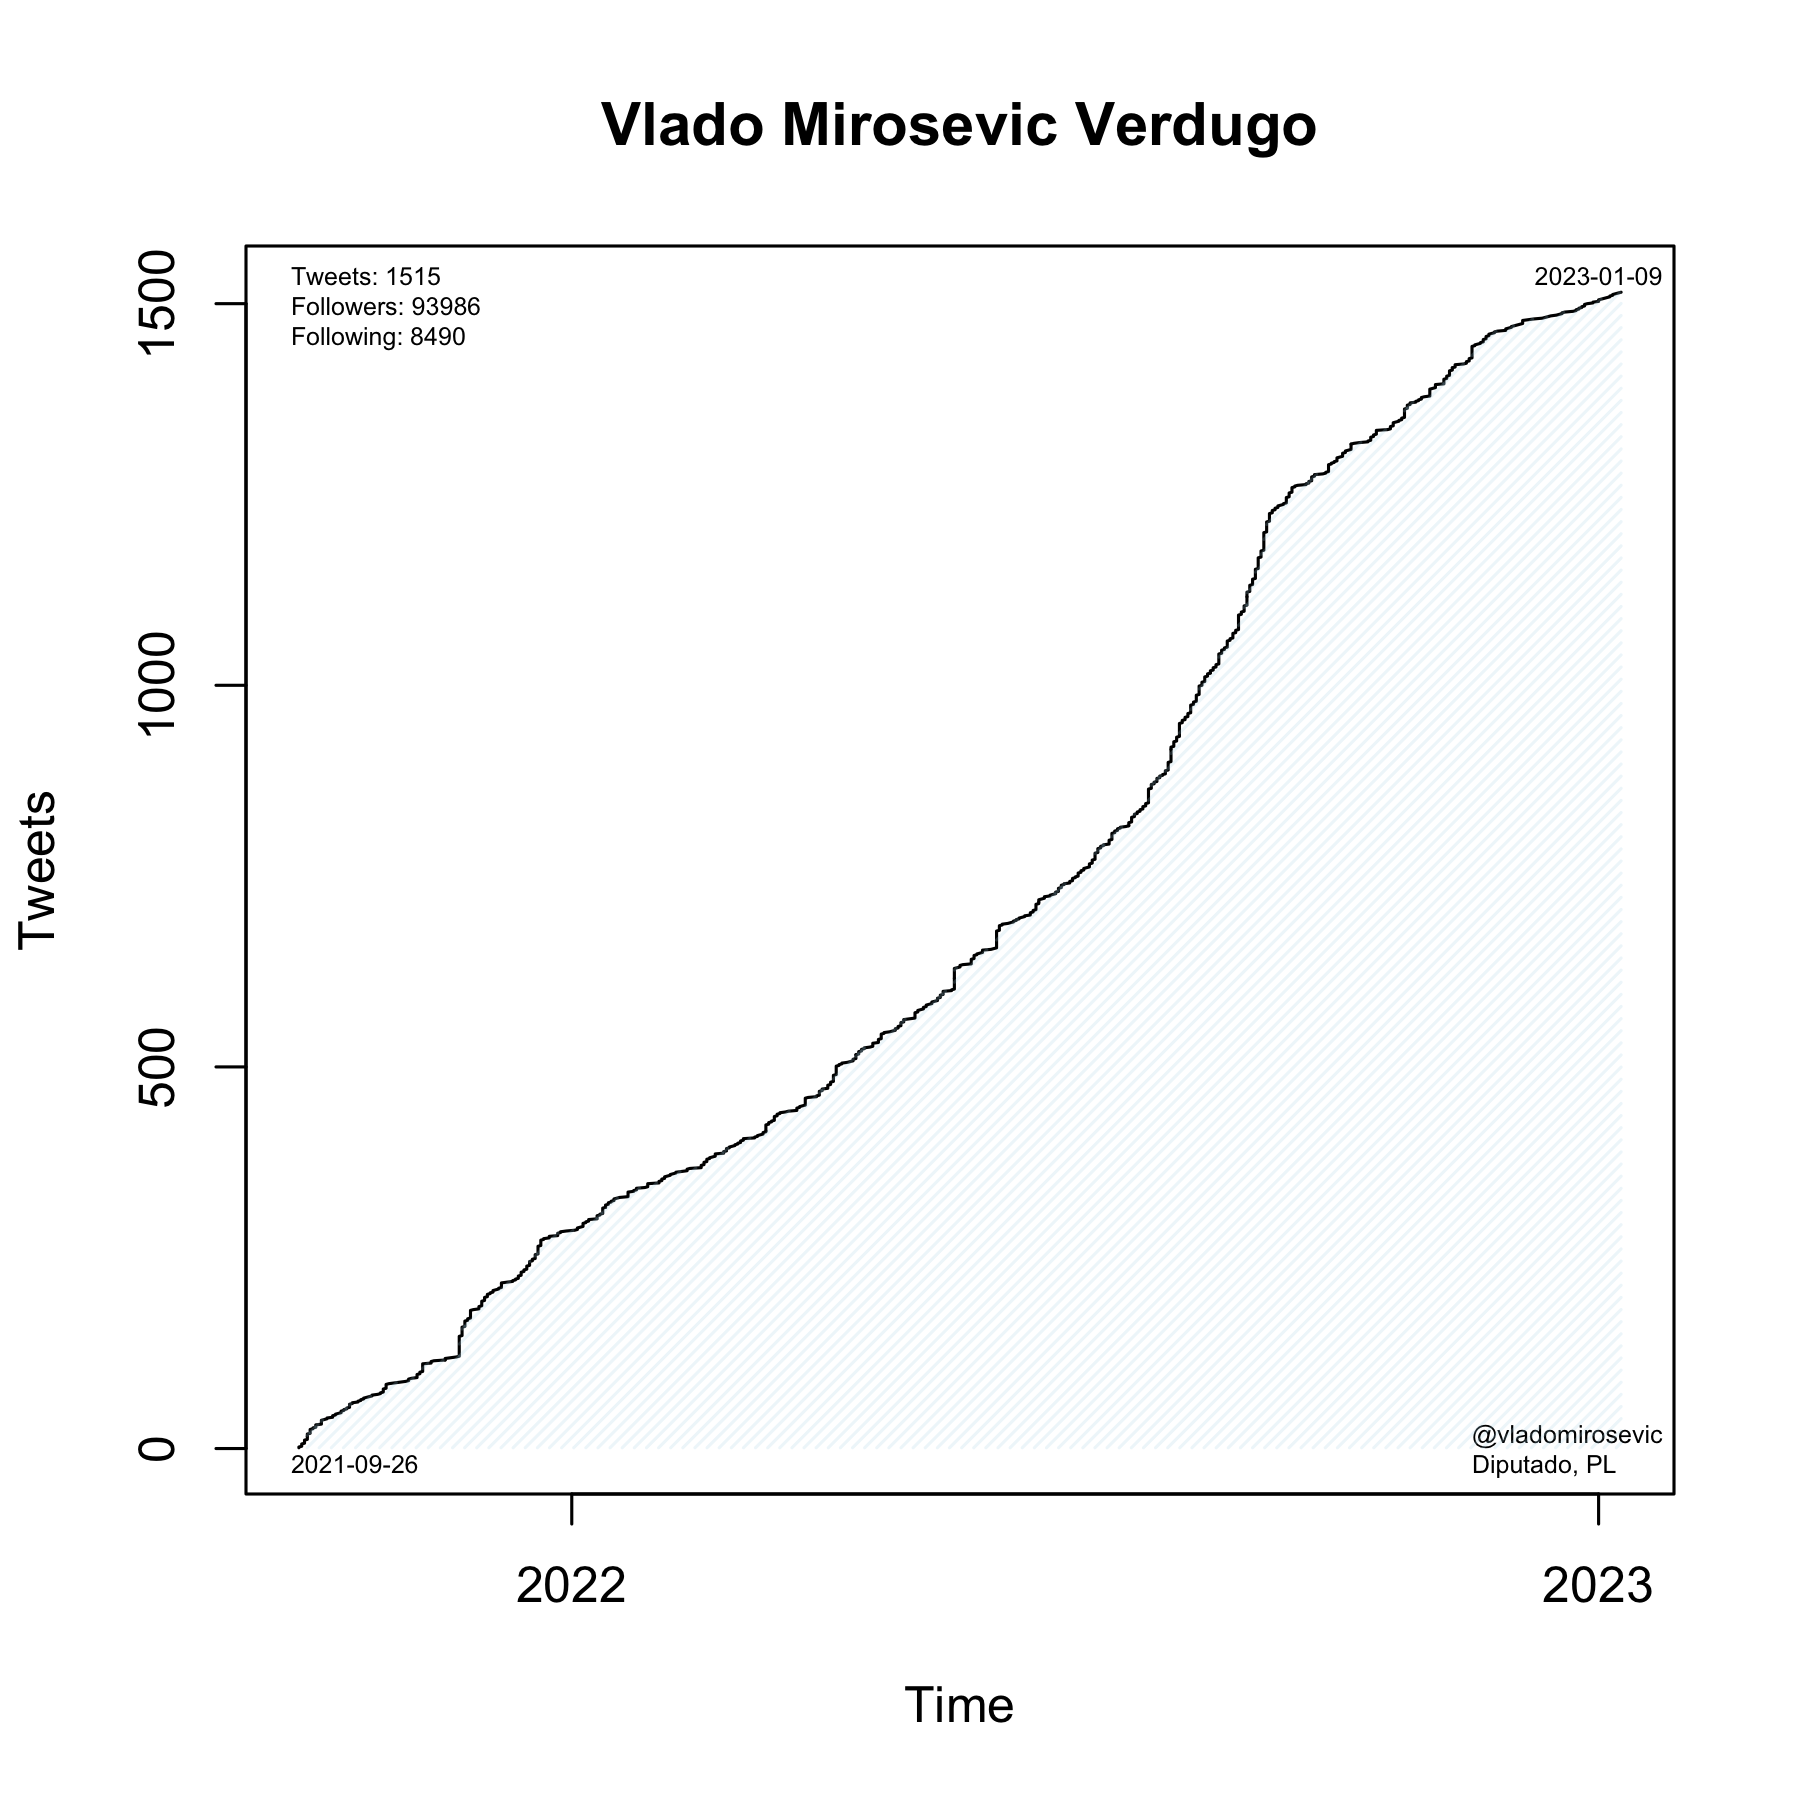 Vlado Mirosevic Verdugo
Tweets: 1515
Followers: 93986
Following: 8490
2023-01-09
1500
1000
500
0
Tweets
2021-09-26
@vladomirosevic
Diputado, PL
2022
2023
Time